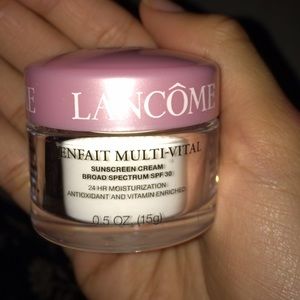 E LANCÔME
ENFAIT MULTI-VITAL
SUNSCREEN CREAM
BROAD SPECTRUM SPF 30
24 HR MOISTURIZATION
ANTIOXIDANT AND VITAMIN ENRICHED
0.5 OZ. (15g)